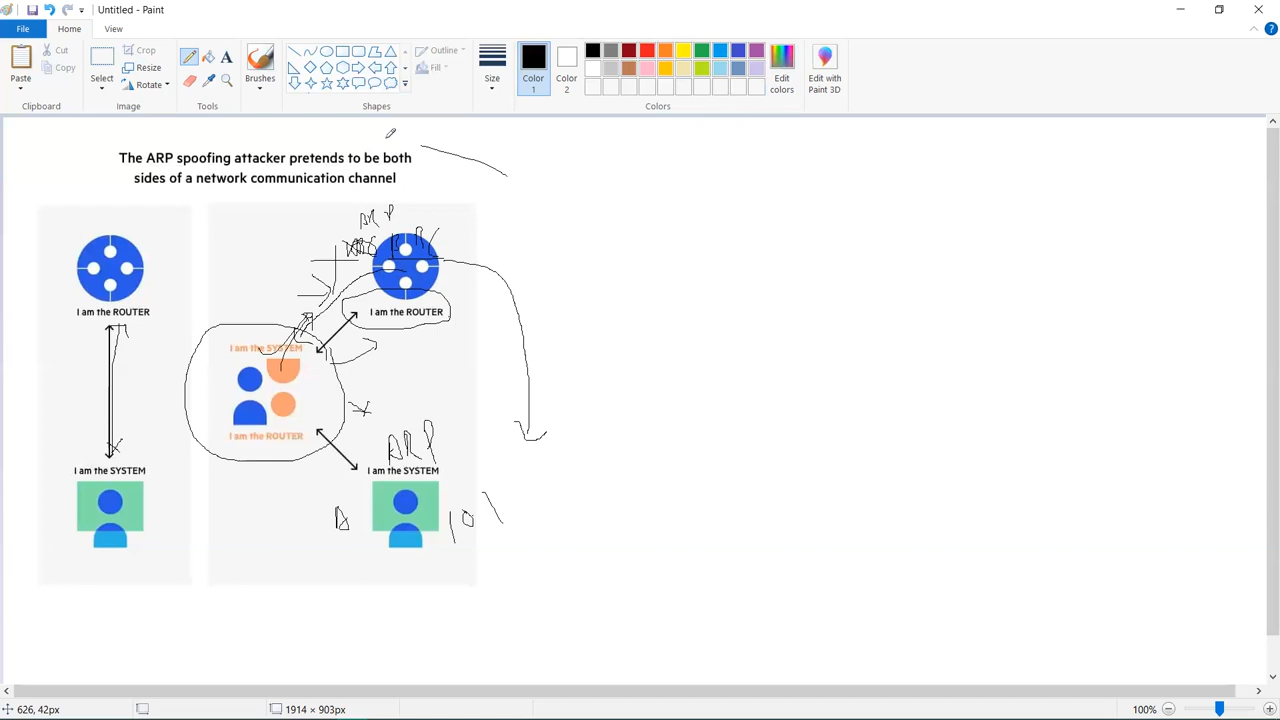 Untitled - Paint
File Home View
Paste
Cut
Copy
Clipboard
Select
Crop
Resize
Rotate
Image
Tools
Brushes
Shapes
Outline
Fill
Size
Color 1
Color 2
Edit colors
Colors
Edit with Paint 3D
The ARP spoofing attacker pretends to be both
sides of a network communication channel
ARP
I am the ROUTER
I am the ROUTER
I am the SYSTEM
I am the ROUTER
ARP
I am the SYSTEM
I am the SYSTEM
626, 42px
1914 × 903px
100%